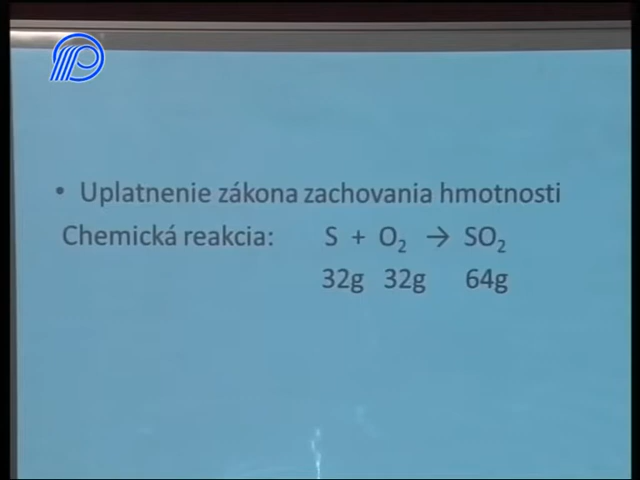 • Uplatnenie zákona zachovania hmotnosti
Chemická reakcia: S + O₂ → SO₂
32g 32g 64g